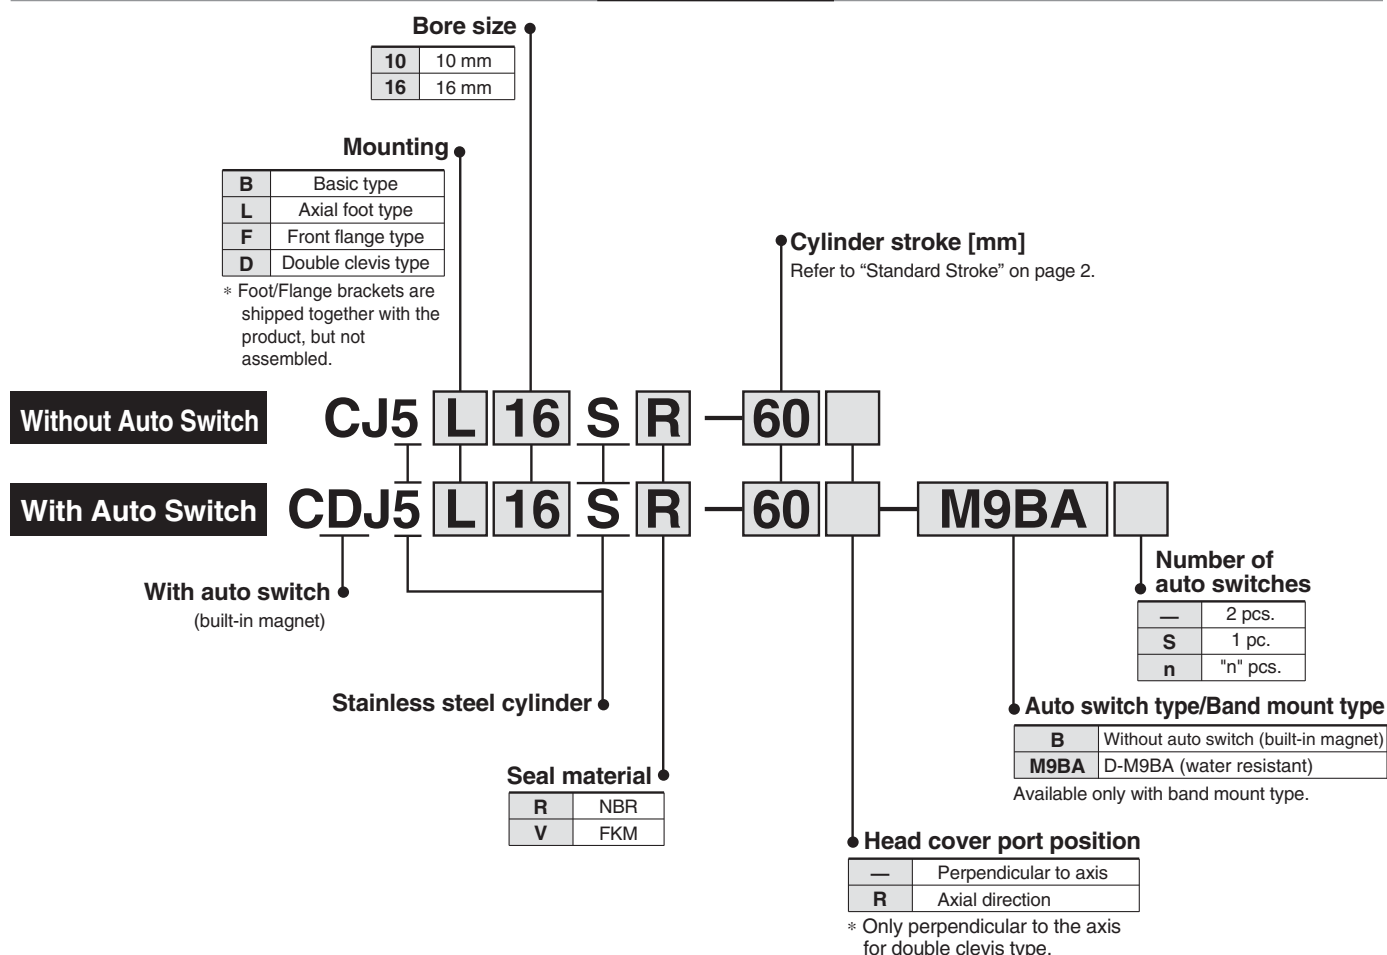 Bore size
10 10 mm
16 16 mm
Mounting
B Basic type
L Axial foot type
F Front flange type
D Double clevis type
* Foot/Flange brackets are
shipped together with the
product, but not
assembled.
Cylinder stroke [mm]
Refer to “Standard Stroke” on page 2.
Without Auto Switch CJ5 L 16 S R — 60
With Auto Switch CDJ5 L 16 S R — 60 — M9BA
With auto switch
(built-in magnet)
Number of
auto switches
— 2 pcs.
S 1 pc.
n "n" pcs.
Stainless steel cylinder
Auto switch type/Band mount type
B Without auto switch (built-in magnet)
M9BA D-M9BA (water resistant)
Available only with band mount type.
Seal material
R NBR
V FKM
Head cover port position
— Perpendicular to axis
R Axial direction
* Only perpendicular to the axis
for double clevis type.